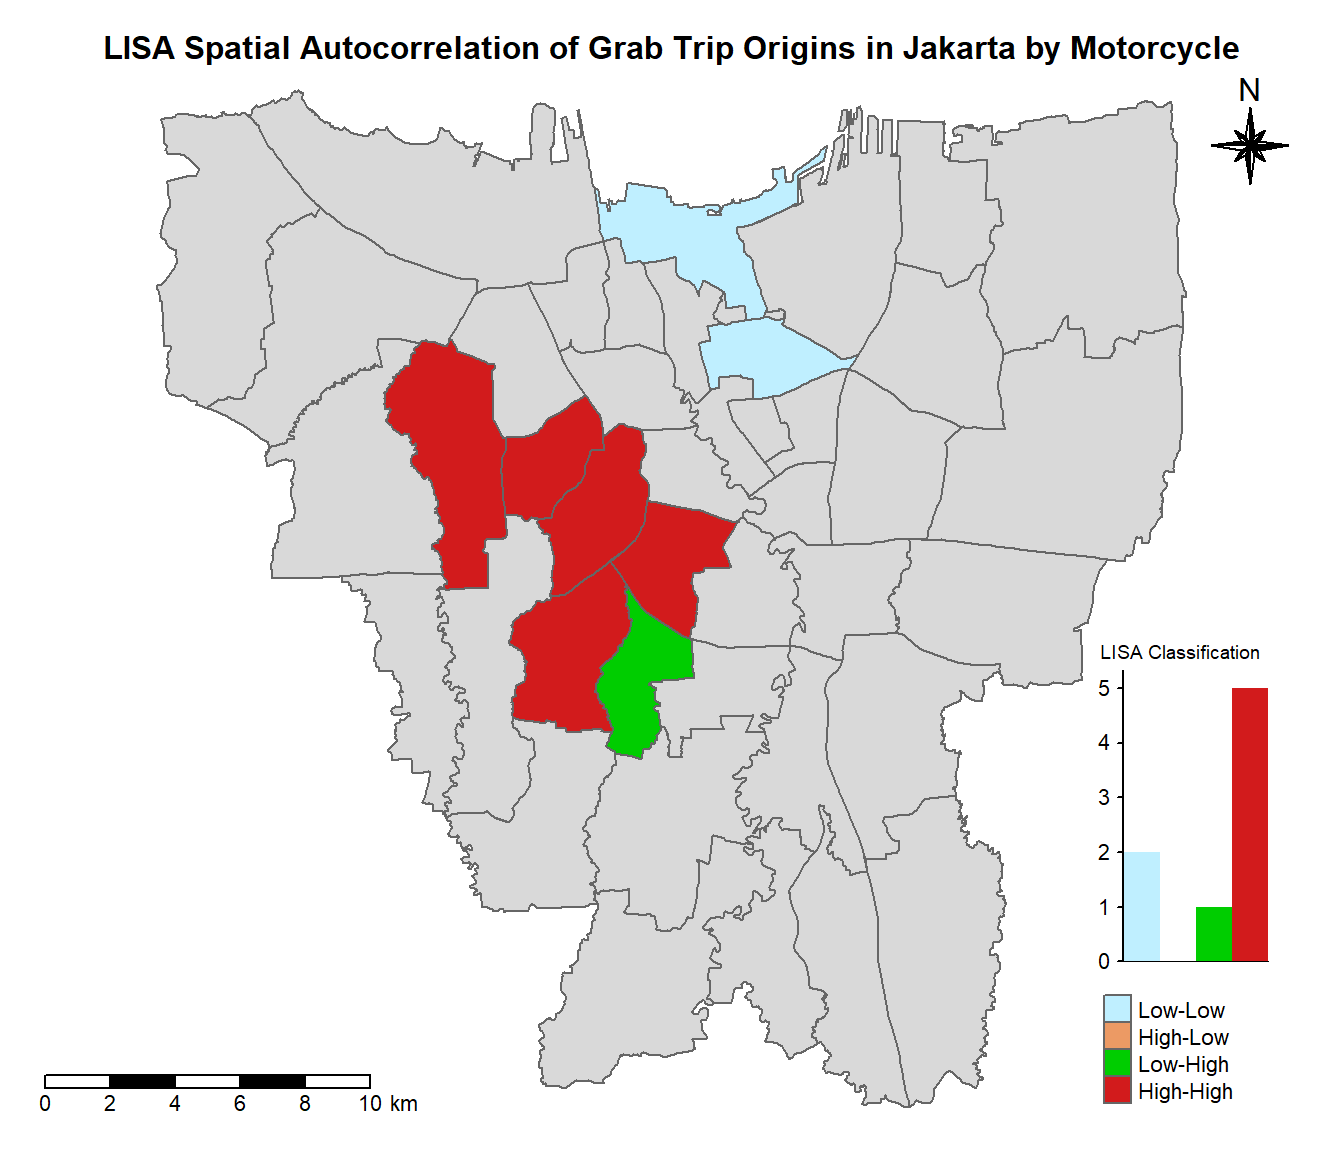 LISA Spatial Autocorrelation of Grab Trip Origins in Jakarta by Motorcycle
N
LISA Classification
5
4
3
2
1
0
Low-Low
High-Low
Low-High
High-High
0 2 4 6 8 10 km